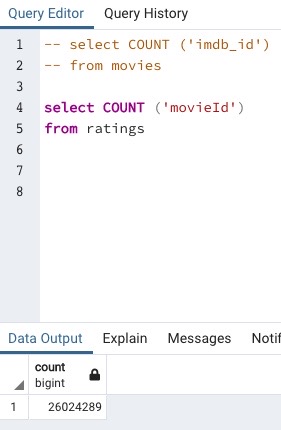 Query Editor Query History
1 -- select COUNT ('imdb_id')
2 -- from movies
3
4 select COUNT ('movieId')
5 from ratings
6
7
8
Data Output Explain Messages Notif
count
bigint
1 26024289